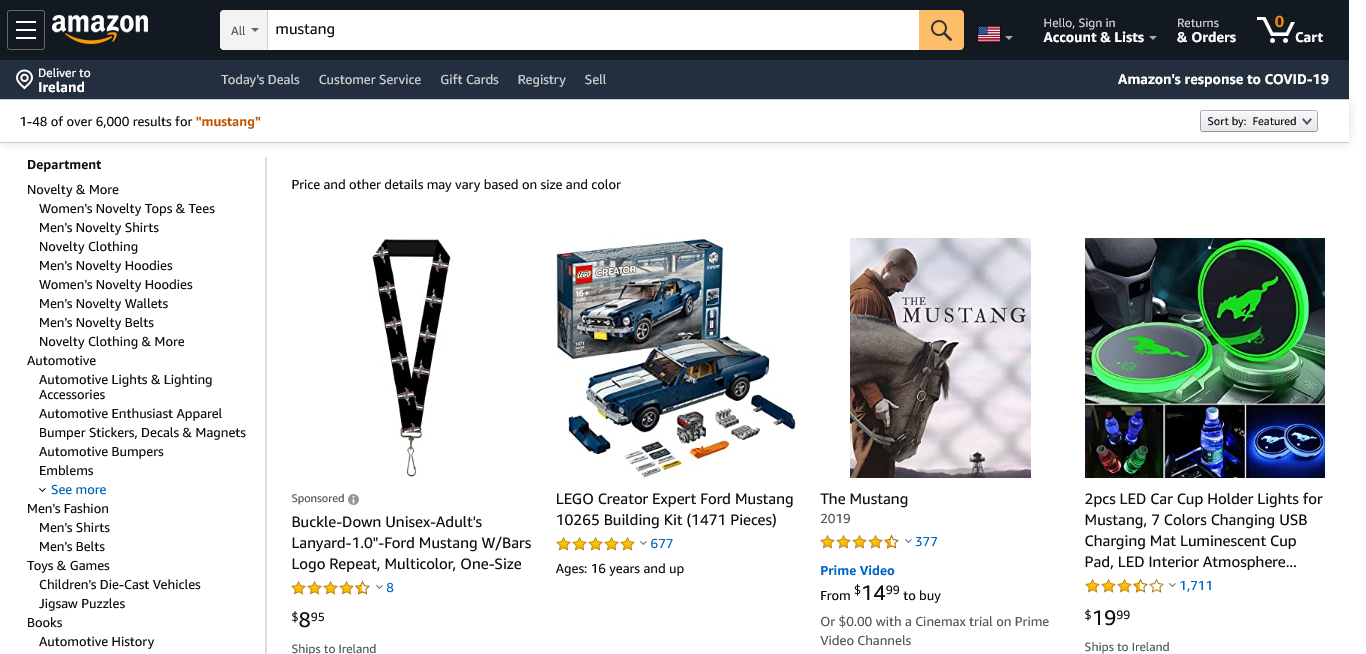 amazon
All
mustang
Hello, Sign in
Account & Lists
Returns
& Orders
0
Cart
Deliver to
Ireland
Today's Deals
Customer Service
Gift Cards
Registry
Sell
Amazon's response to COVID-19
1-48 of over 6,000 results for "mustang"
Sort by: Featured
Department
Novelty & More
Women's Novelty Tops & Tees
Men's Novelty Shirts
Novelty Clothing
Men's Novelty Hoodies
Women's Novelty Hoodies
Men's Novelty Wallets
Men's Novelty Belts
Novelty Clothing & More
Automotive
Automotive Lights & Lighting
Accessories
Automotive Enthusiast Apparel
Bumper Stickers, Decals & Magnets
Automotive Bumpers
Emblems
See more
Men's Fashion
Men's Shirts
Men's Belts
Toys & Games
Children's Die-Cast Vehicles
Jigsaw Puzzles
Books
Automotive History
Price and other details may vary based on size and color
Sponsored
Buckle-Down Unisex-Adult's
Lanyard-1.0"-Ford Mustang W/Bars
Logo Repeat, Multicolor, One-Size
8
$895
Ships to Ireland
LEGO
CREATOR
16+
LEGO Creator Expert Ford Mustang
10265 Building Kit (1471 Pieces)
677
Ages: 16 years and up
THE
MUSTANG
The Mustang
2019
377
Prime Video
From $1499 to buy
Or $0.00 with a Cinemax trial on Prime
Video Channels
2pcs LED Car Cup Holder Lights for
Mustang, 7 Colors Changing USB
Charging Mat Luminescent Cup
Pad, LED Interior Atmosphere...
1,711
$1999
Ships to Ireland